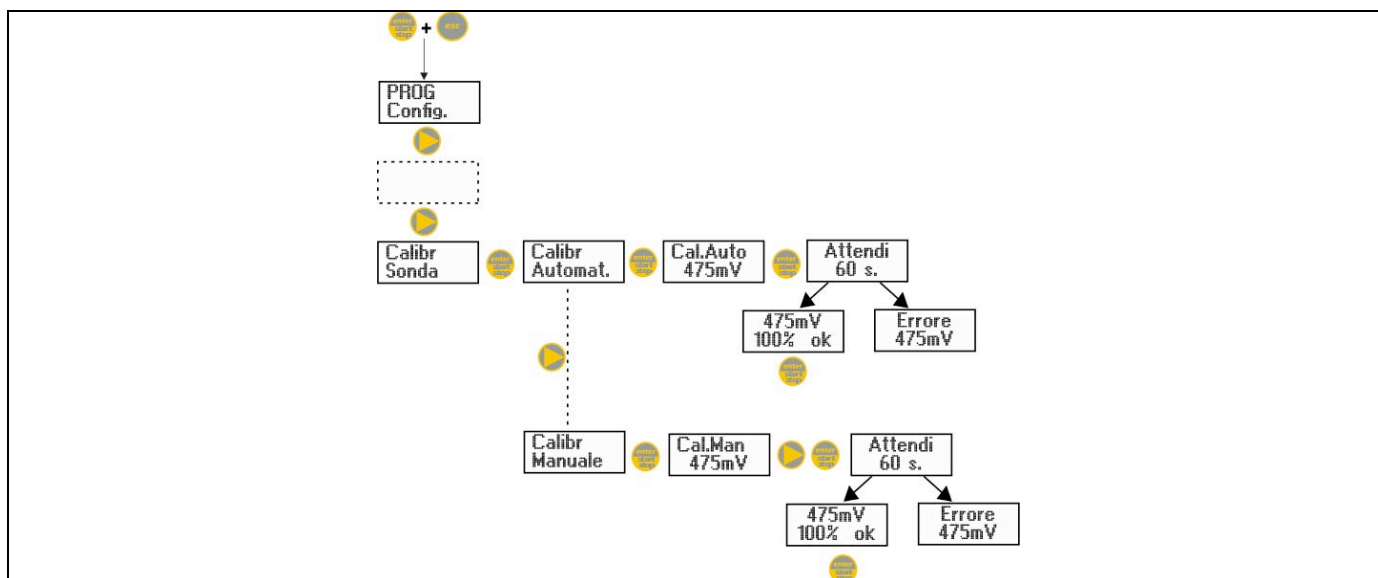 enter
start
stop
+
esc
PROG
Config.
Calibr
Sonda
enter
start
stop
Calibr
Automat.
enter
start
stop
Cal.Auto
475mV
enter
start
stop
Attendi
60 s.
475mV
100% ok
enter
start
stop
Errore
475mV
Calibr
Manuale
enter
start
stop
Cal.Man
475mV
enter
start
stop
Attendi
60 s.
475mV
100% ok
enter
start
stop
Errore
475mV